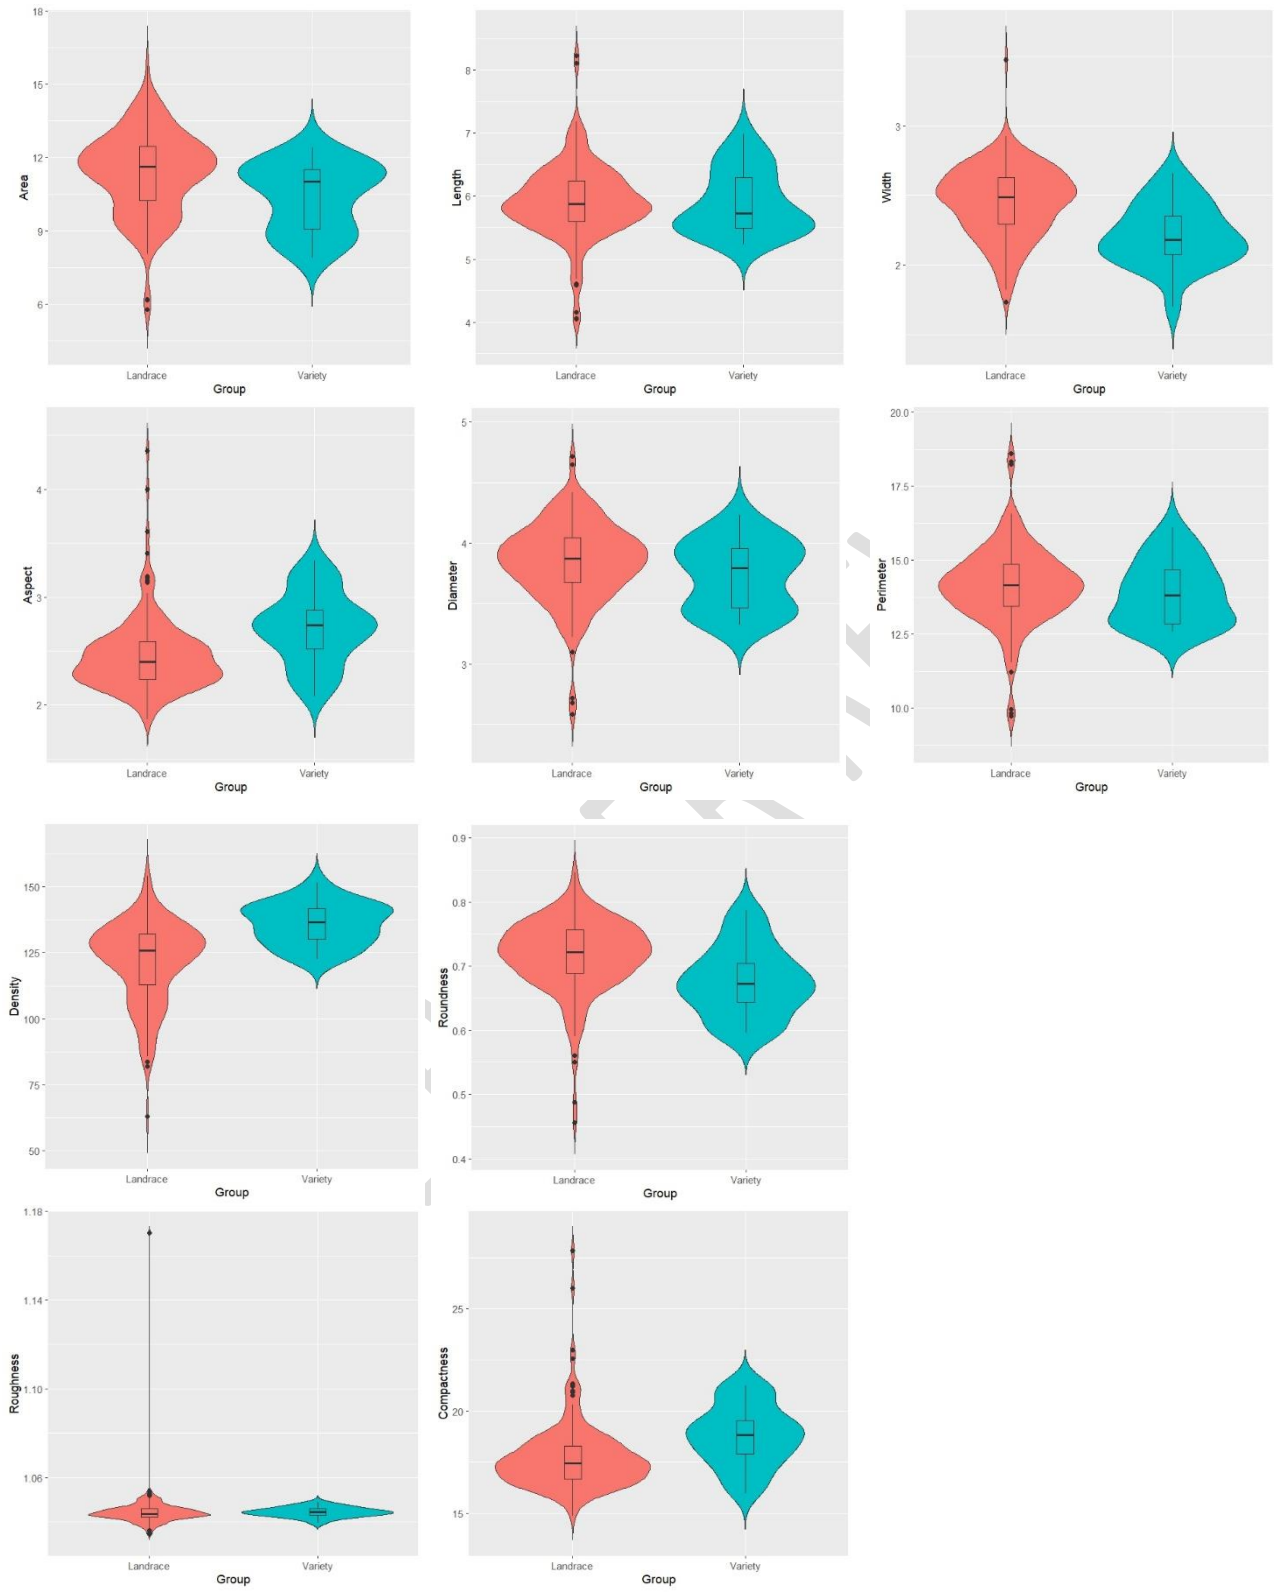 Area
18
15
12
9
6
Landrace Variety
Group
Length
8
7
6
5
4
Landrace Variety
Group
Width
3
2
Landrace Variety
Group
Aspect
4
3
2
Landrace Variety
Group
Diameter
5
4
3
Landrace Variety
Group
Perimeter
20.0
17.5
15.0
12.5
10.0
Landrace Variety
Group
Density
150
125
100
75
50
Landrace Variety
Group
Roundness
0.9
0.8
0.7
0.6
0.5
0.4
Landrace Variety
Group
Roughness
1.18
1.14
1.10
1.06
Landrace Variety
Group
Compactness
25
20
15
Landrace Variety
Group